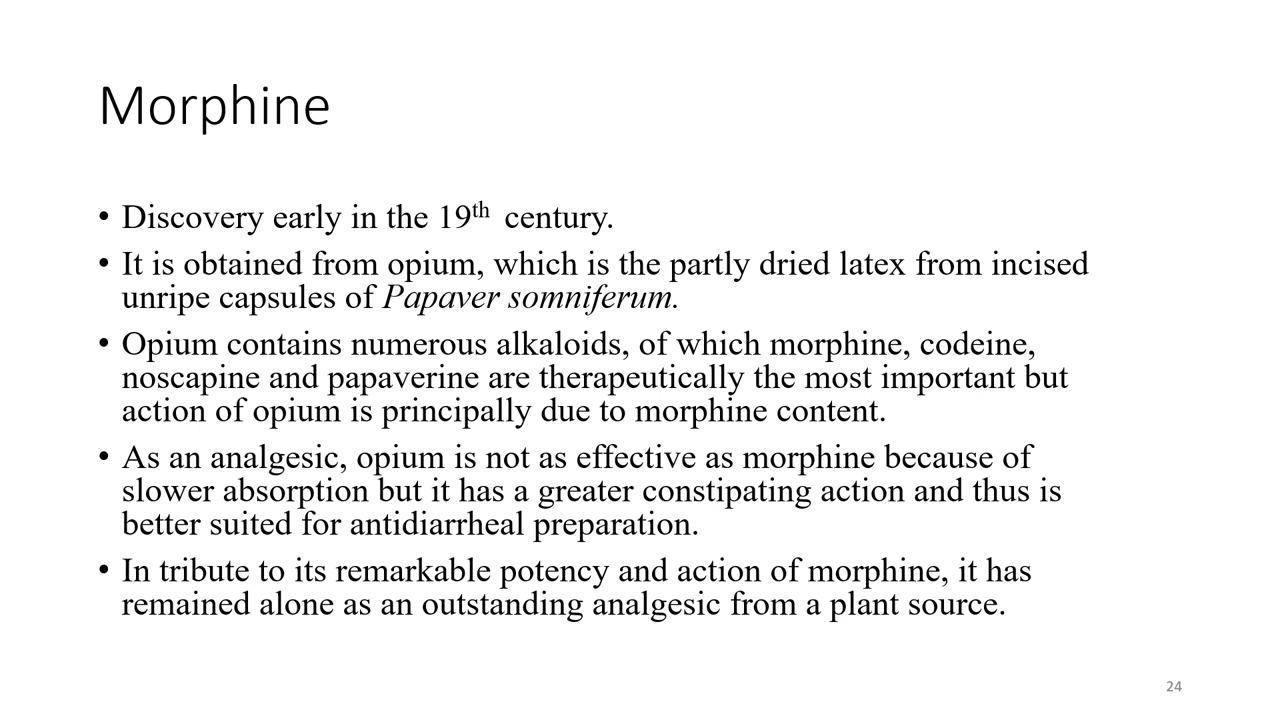 Morphine
• Discovery early in the 19th century.
• It is obtained from opium, which is the partly dried latex from incised
unripe capsules of Papaver somniferum.
• Opium contains numerous alkaloids, of which morphine, codeine,
noscapine and papaverine are therapeutically the most important but
action of opium is principally due to morphine content.
• As an analgesic, opium is not as effective as morphine because of
slower absorption but it has a greater constipating action and thus is
better suited for antidiarrheal preparation.
• In tribute to its remarkable potency and action of morphine, it has
remained alone as an outstanding analgesic from a plant source.
24